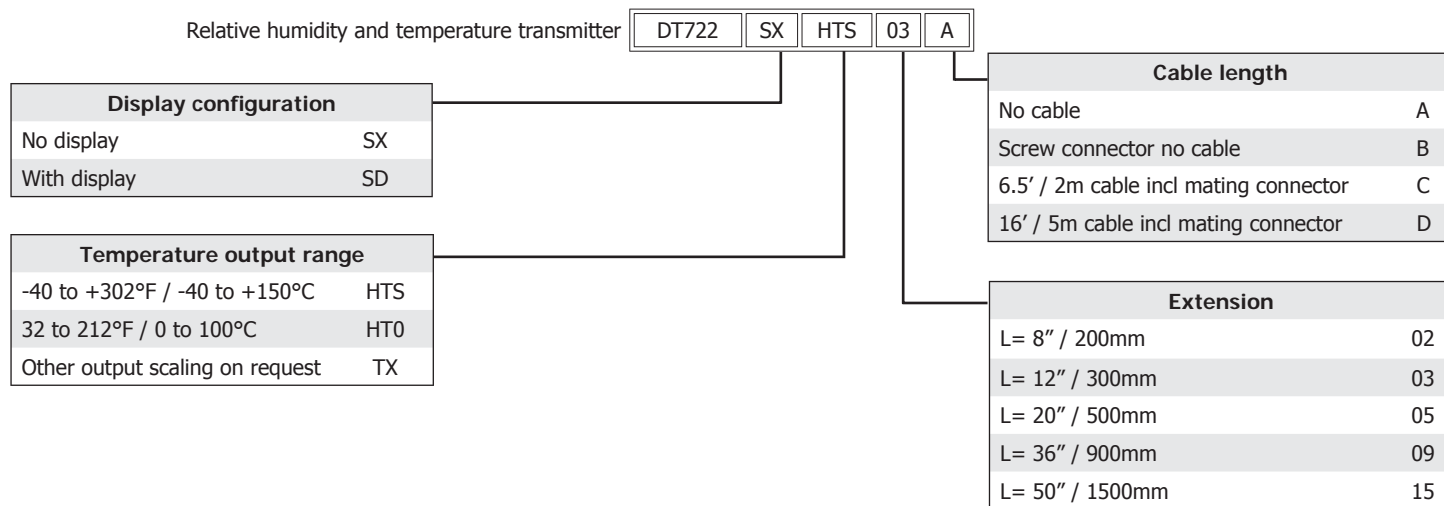 Relative humidity and temperature transmitter DT722 SX HTS 03 A
Display configuration
No display SX
With display SD
Temperature output range
-40 to +302°F / -40 to +150°C HTS
32 to 212°F / 0 to 100°C HT0
Other output scaling on request TX
Cable length
No cable A
Screw connector no cable B
6.5′ / 2m cable incl mating connector C
16′ / 5m cable incl mating connector D
Extension
L= 8″ / 200mm 02
L= 12″ / 300mm 03
L= 20″ / 500mm 05
L= 36″ / 900mm 09
L= 50″ / 1500mm 15